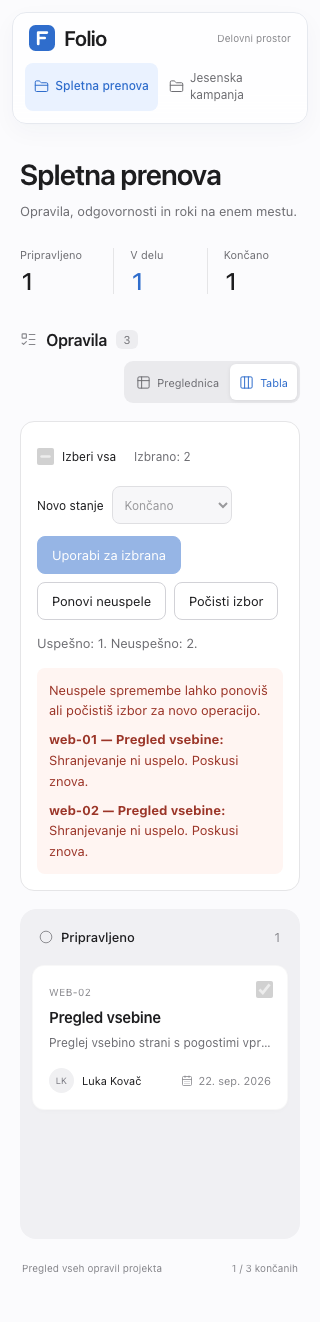 Folio
Delovni prostor
Spletna prenova
Jesenska
kampanja
Spletna prenova
Opravila, odgovornosti in roki na enem mestu.
Pripravljeno
V delu
Končano
1
1
1
Opravila 3
Preglednica
Tabla
Izberi vsa
Izbrano: 2
Novo stanje
Končano
Uporabi za izbrana
Ponovi neuspele
Počisti izbor
Uspešno: 1. Neuspešno: 2.
Neuspele spremembe lahko ponoviš
ali počistiš izbor za novo operacijo.
web-01 — Pregled vsebine:
Shranjevanje ni uspelo. Poskusi
znova.
web-02 — Pregled vsebine:
Shranjevanje ni uspelo. Poskusi
znova.
Pripravljeno
1
WEB-02
Pregled vsebine
Preglej vsebino strani s pogostimi vpr...
LK
Luka Kovač
22. sep. 2026
Pregled vseh opravil projekta
1 / 3 končanih